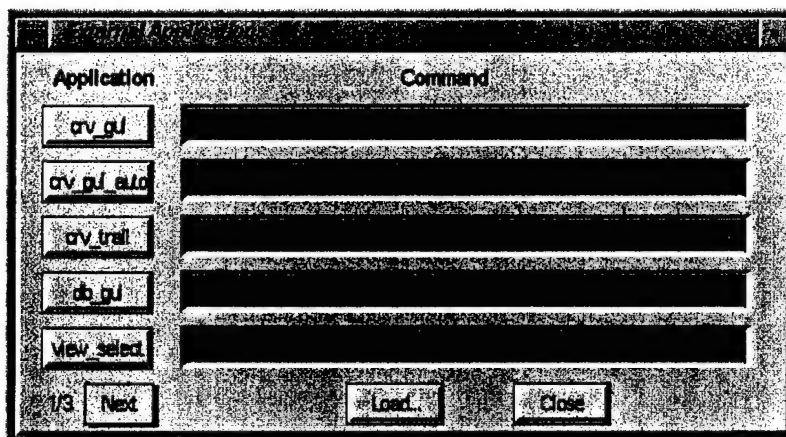 Application Command
crv_gui
crv_gui_auto
crv_trail
db_gui
view_select
1/3 Next Load... Close